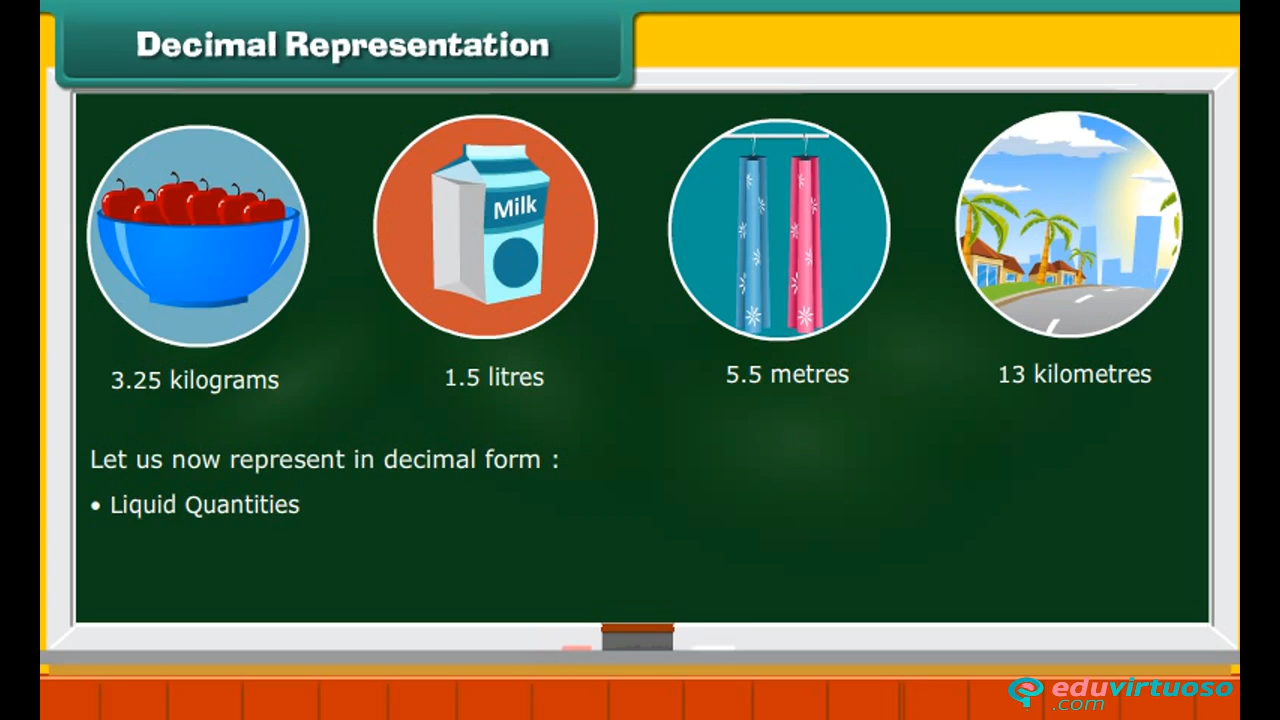 Decimal Representation
Milk
3.25 kilograms
1.5 litres
5.5 metres
13 kilometres
Let us now represent in decimal form :
• Liquid Quantities
eduvirtuoso
.com